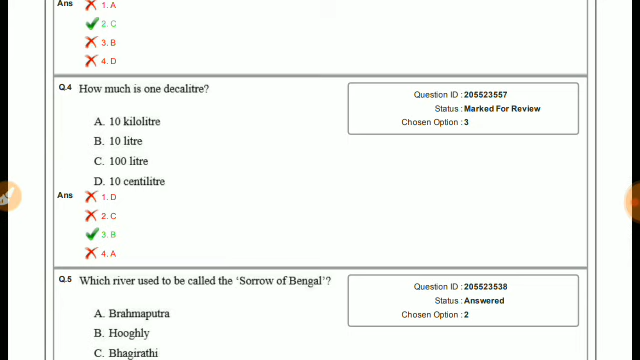 Ans 1. A
2. C
3. B
4. D
Q.4 How much is one decalitre?
A. 10 kilolitre
B. 10 litre
C. 100 litre
D. 10 centilitre
Question ID : 205523557
Status : Marked For Review
Chosen Option : 3
Ans 1. D
2. C
3. B
4. A
Q.5 Which river used to be called the ‘Sorrow of Bengal’?
A. Brahmaputra
B. Hooghly
C. Bhagirathi
Question ID : 205523538
Status : Answered
Chosen Option : 2